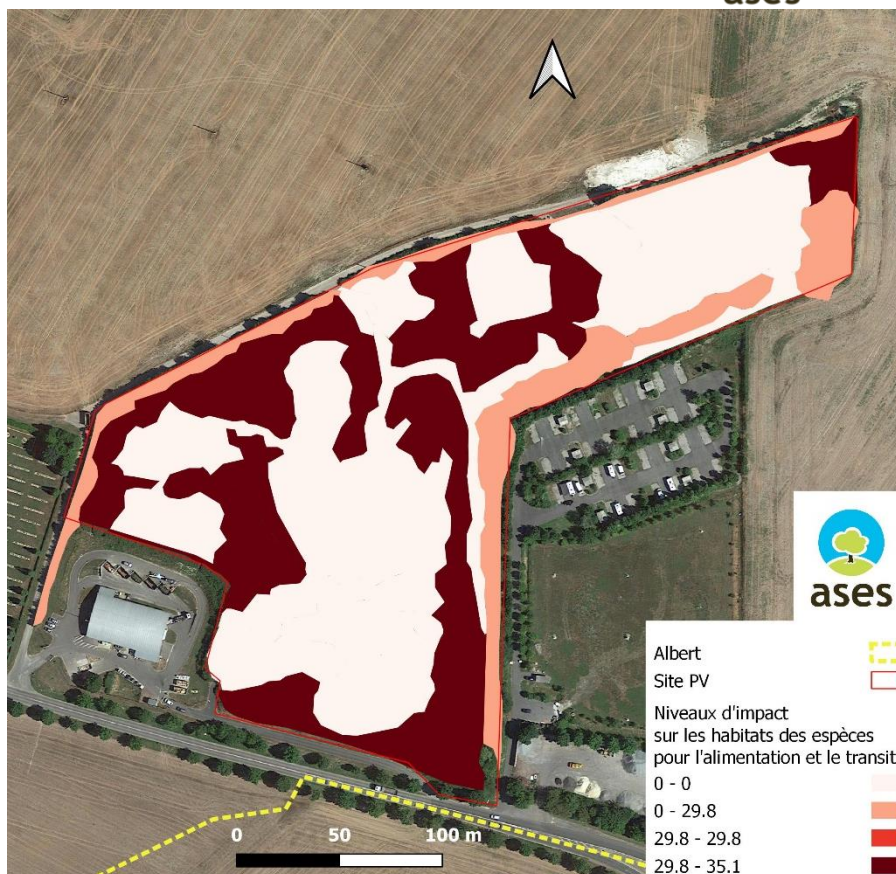 ases
0 50 100 m
ases
Albert
Site PV
Niveaux d'impact
sur les habitats des espèces
pour l'alimentation et le transit
0 - 0
0 - 29.8
29.8 - 29.8
29.8 - 35.1